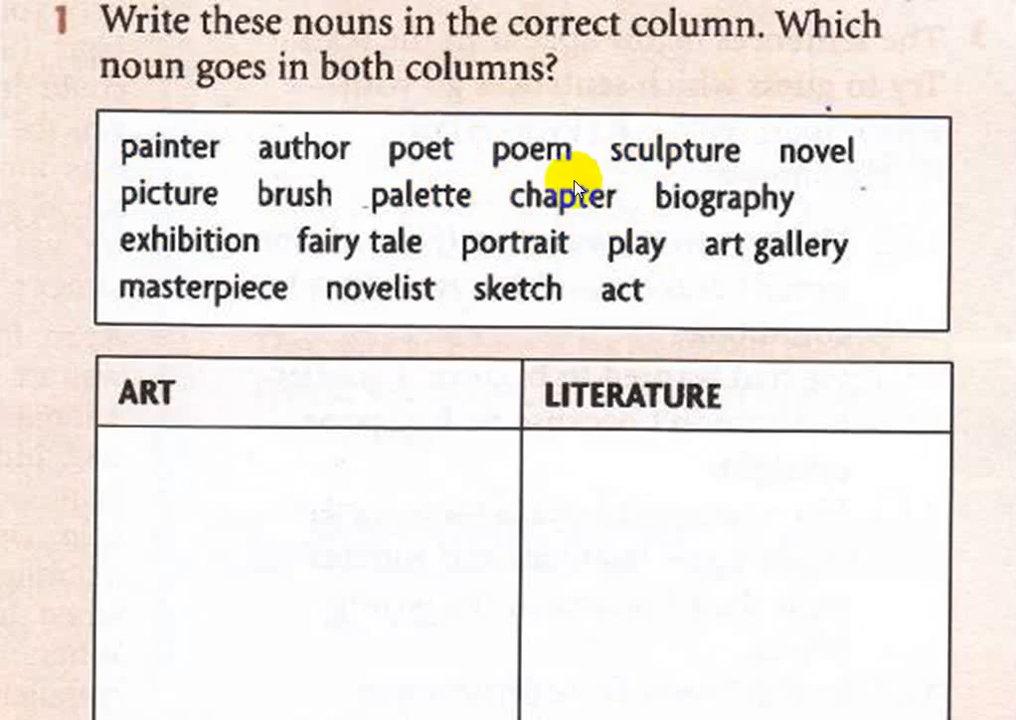 1 Write these nouns in the correct column. Which
noun goes in both columns?
painter author poet poem sculpture novel
picture brush palette chapter biography
exhibition fairy tale portrait play art gallery
masterpiece novelist sketch act
ART LITERATURE